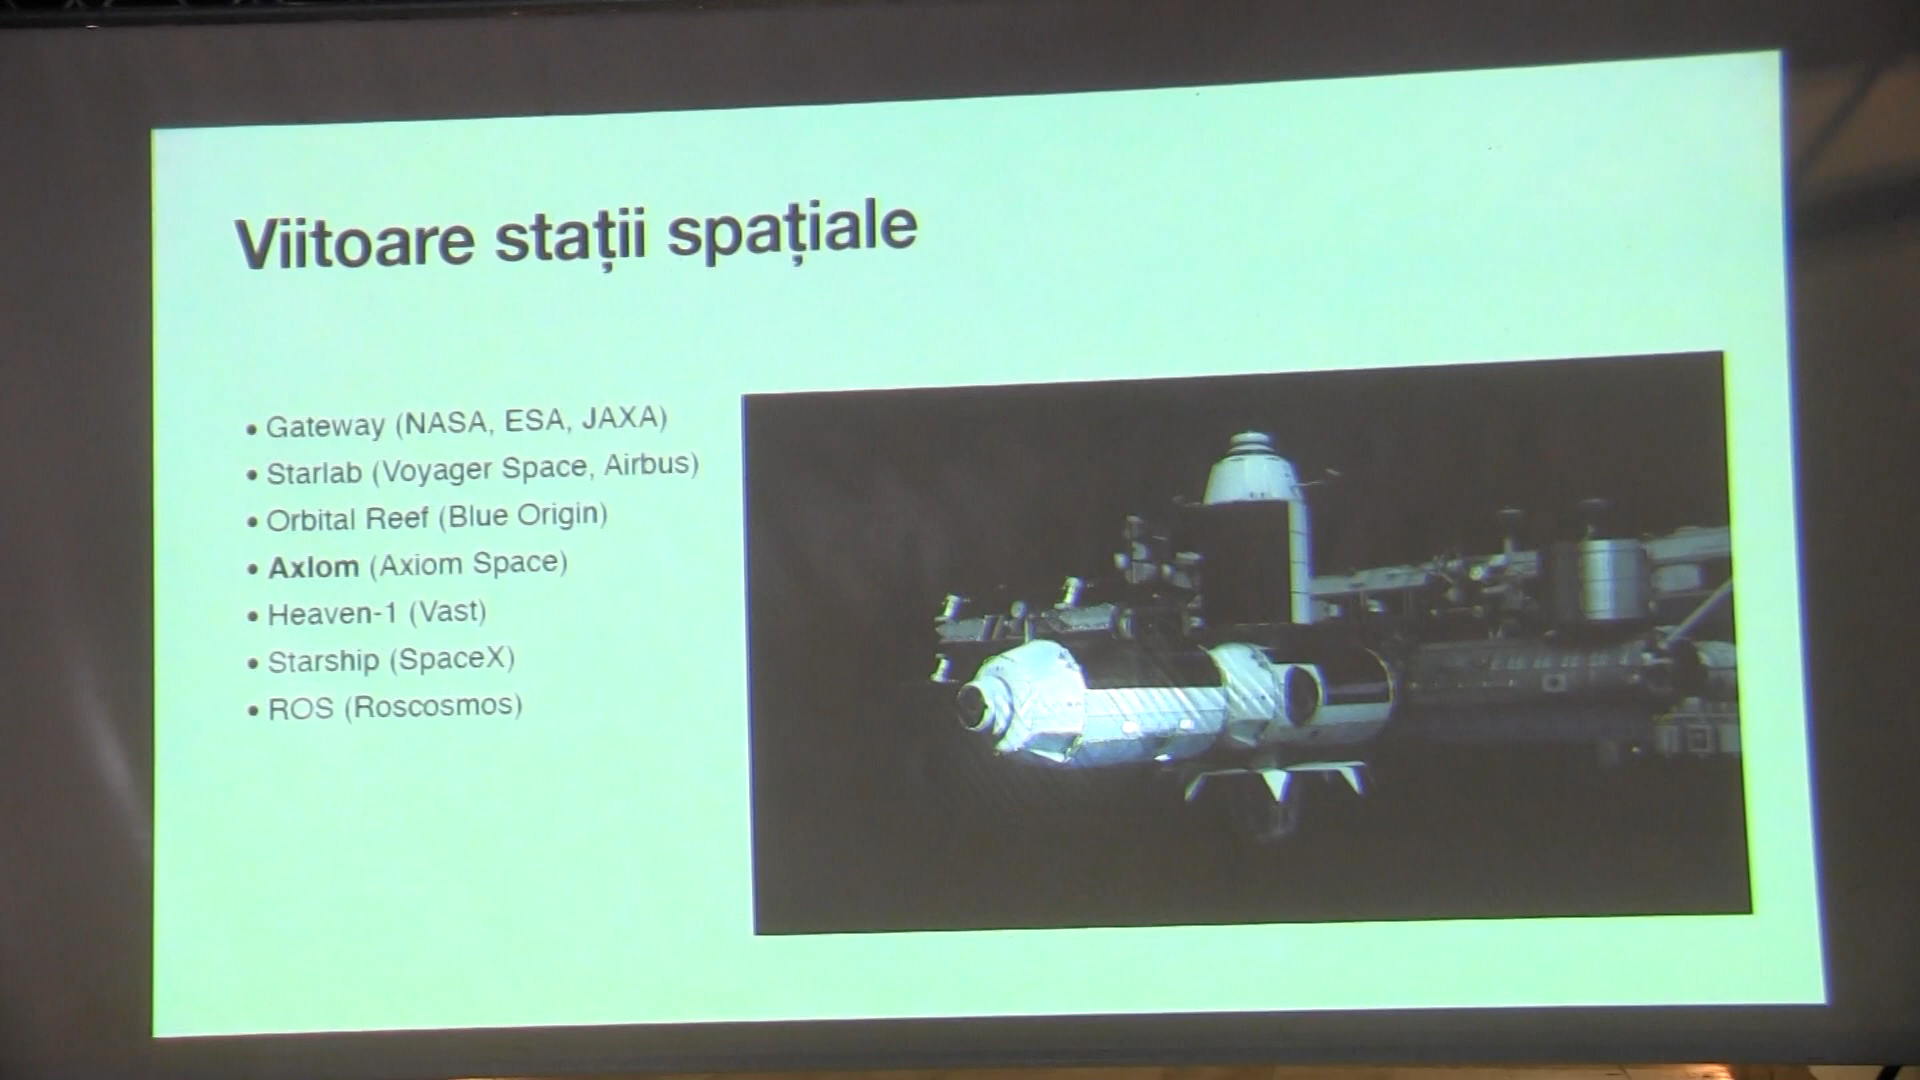 Viitoare stații spațiale
• Gateway (NASA, ESA, JAXA)
• Starlab (Voyager Space, Airbus)
• Orbital Reef (Blue Origin)
• AxIom (Axiom Space)
• Heaven-1 (Vast)
• Starship (SpaceX)
• ROS (Roscosmos)